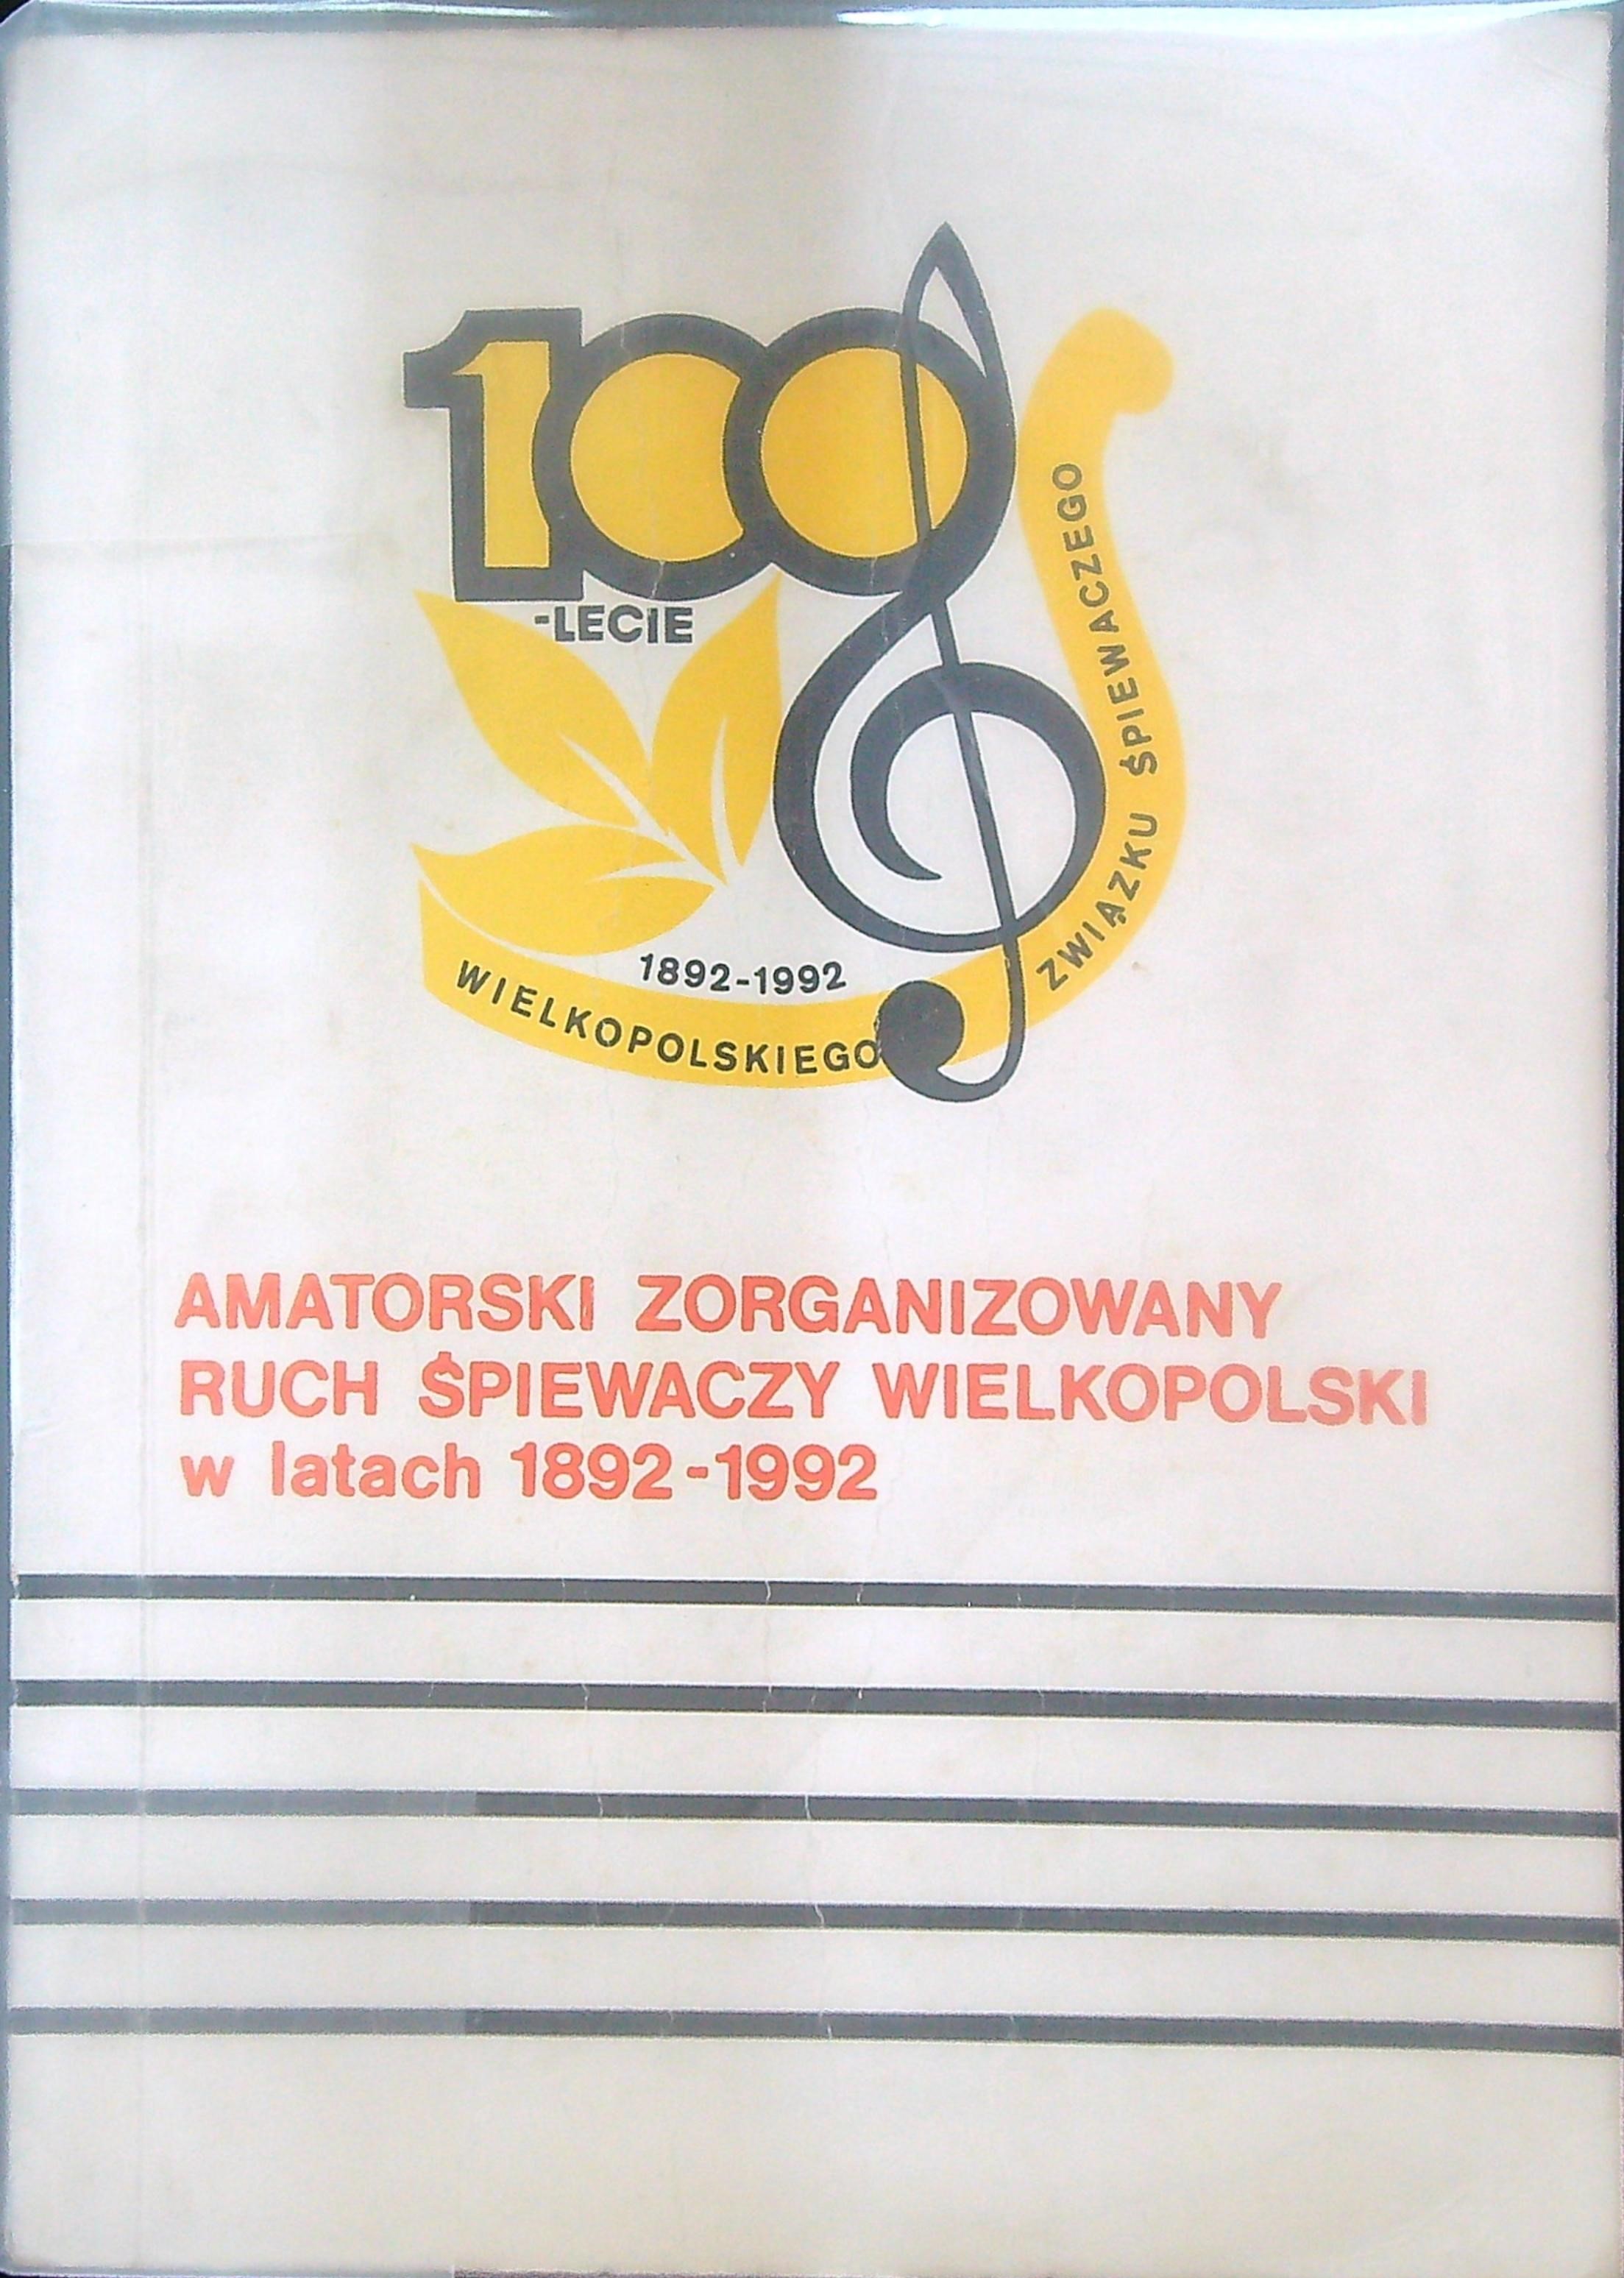 100
-LECIE
1892-1992
WIELKOPOLSKIEGO
ZWIĄZKU ŚPIEWACZEGO
AMATORSKI ZORGANIZOWANY
RUCH ŚPIEWACZY WIELKOPOLSKI
w latach 1892-1992